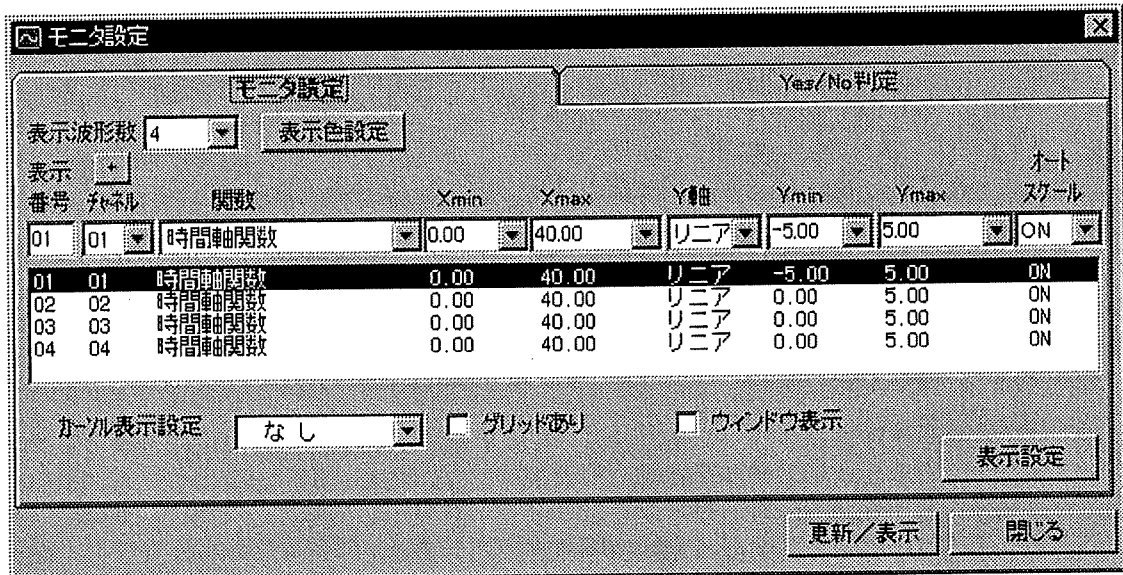 モニタ設定
モニタ設定 Yes/No判定
表示波形数 4 表示色設定
表示 +
番号 チャネル 関数 Xmin Xmax Y軸 Ymin Ymax オートスケール
01 01 時間軸関数 0.00 40.00 リニア -5.00 5.00 ON
01 01 時間軸関数 0.00 40.00 リニア -5.00 5.00 ON
02 02 時間軸関数 0.00 40.00 リニア 0.00 5.00 ON
03 03 時間軸関数 0.00 40.00 リニア 0.00 5.00 ON
04 04 時間軸関数 0.00 40.00 リニア 0.00 5.00 ON
カーソル表示設定 なし グリッドあり ウィンドウ表示
表示設定
更新/表示 閉じる